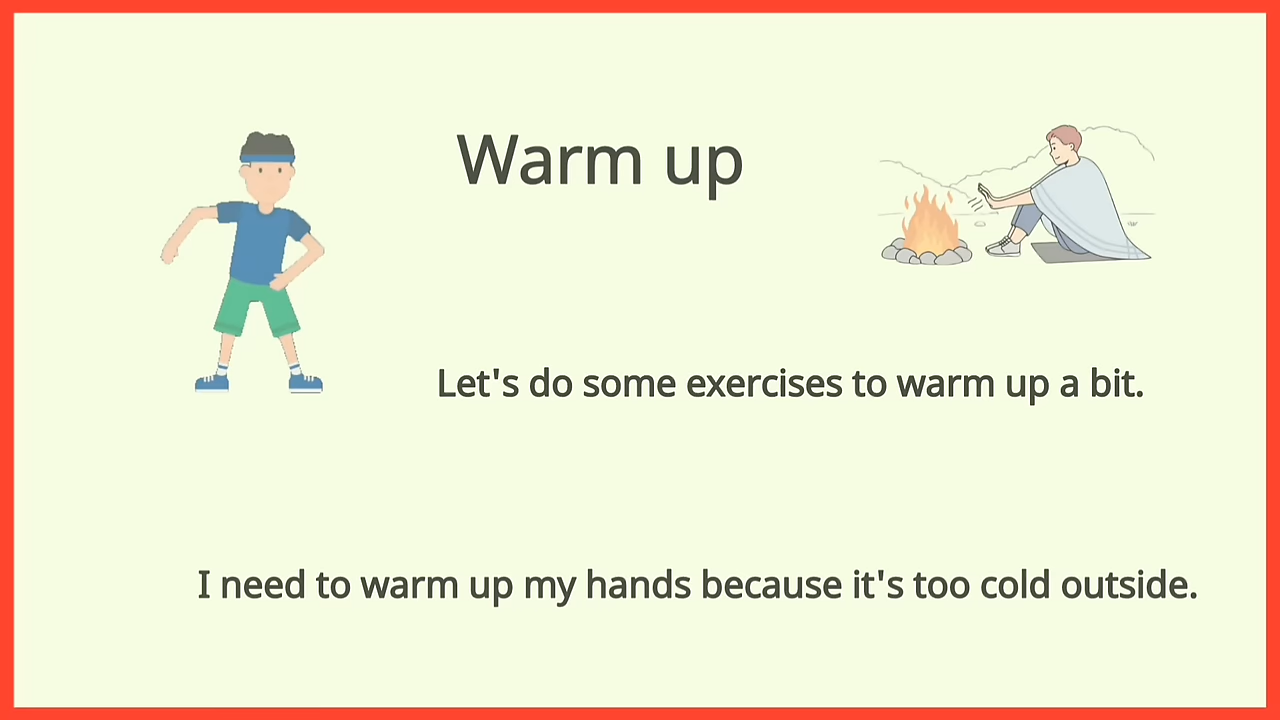 Warm up
Let's do some exercises to warm up a bit.
I need to warm up my hands because it's too cold outside.